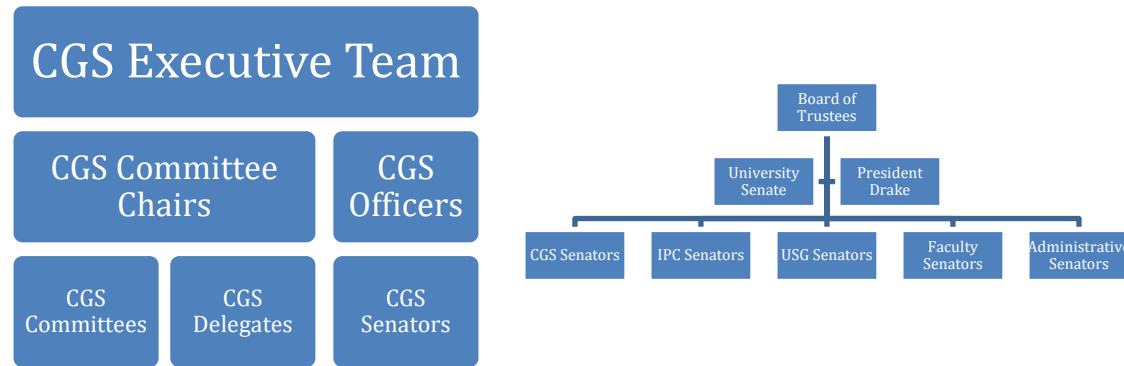 CGS Executive Team
CGS Committee
Chairs
CGS
Officers
CGS
Committees
CGS
Delegates
CGS
Senators
Board of
Trustees
University
Senate
President
Drake
CGS Senators
IPC Senators
USG Senators
Faculty
Senators
Administrative
Senators